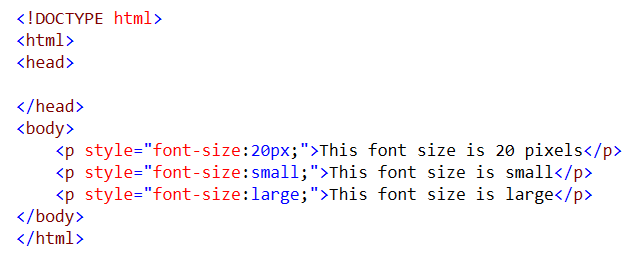 <!DOCTYPE html>
<html>
<head>
</head>
<body>
<p style="font-size:20px;">This font size is 20 pixels</p>
<p style="font-size:small;">This font size is small</p>
<p style="font-size:large;">This font size is large</p>
</body>
</html>